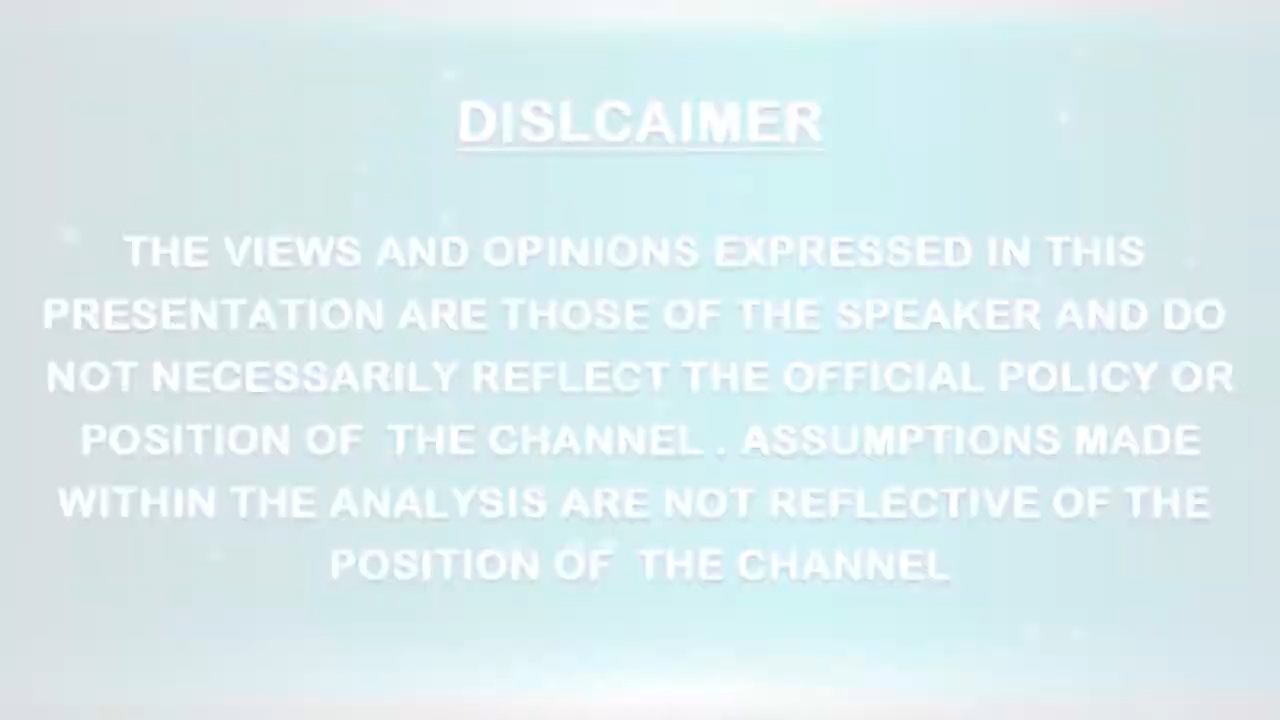 DISLCAIMER
THE VIEWS AND OPINIONS EXPRESSED IN THIS
PRESENTATION ARE THOSE OF THE SPEAKER AND DO
NOT NECESSARILY REFLECT THE OFFICIAL POLICY OR
POSITION OF  THE CHANNEL . ASSUMPTIONS MADE
WITHIN THE ANALYSIS ARE NOT REFLECTIVE OF THE
POSITION OF  THE CHANNEL